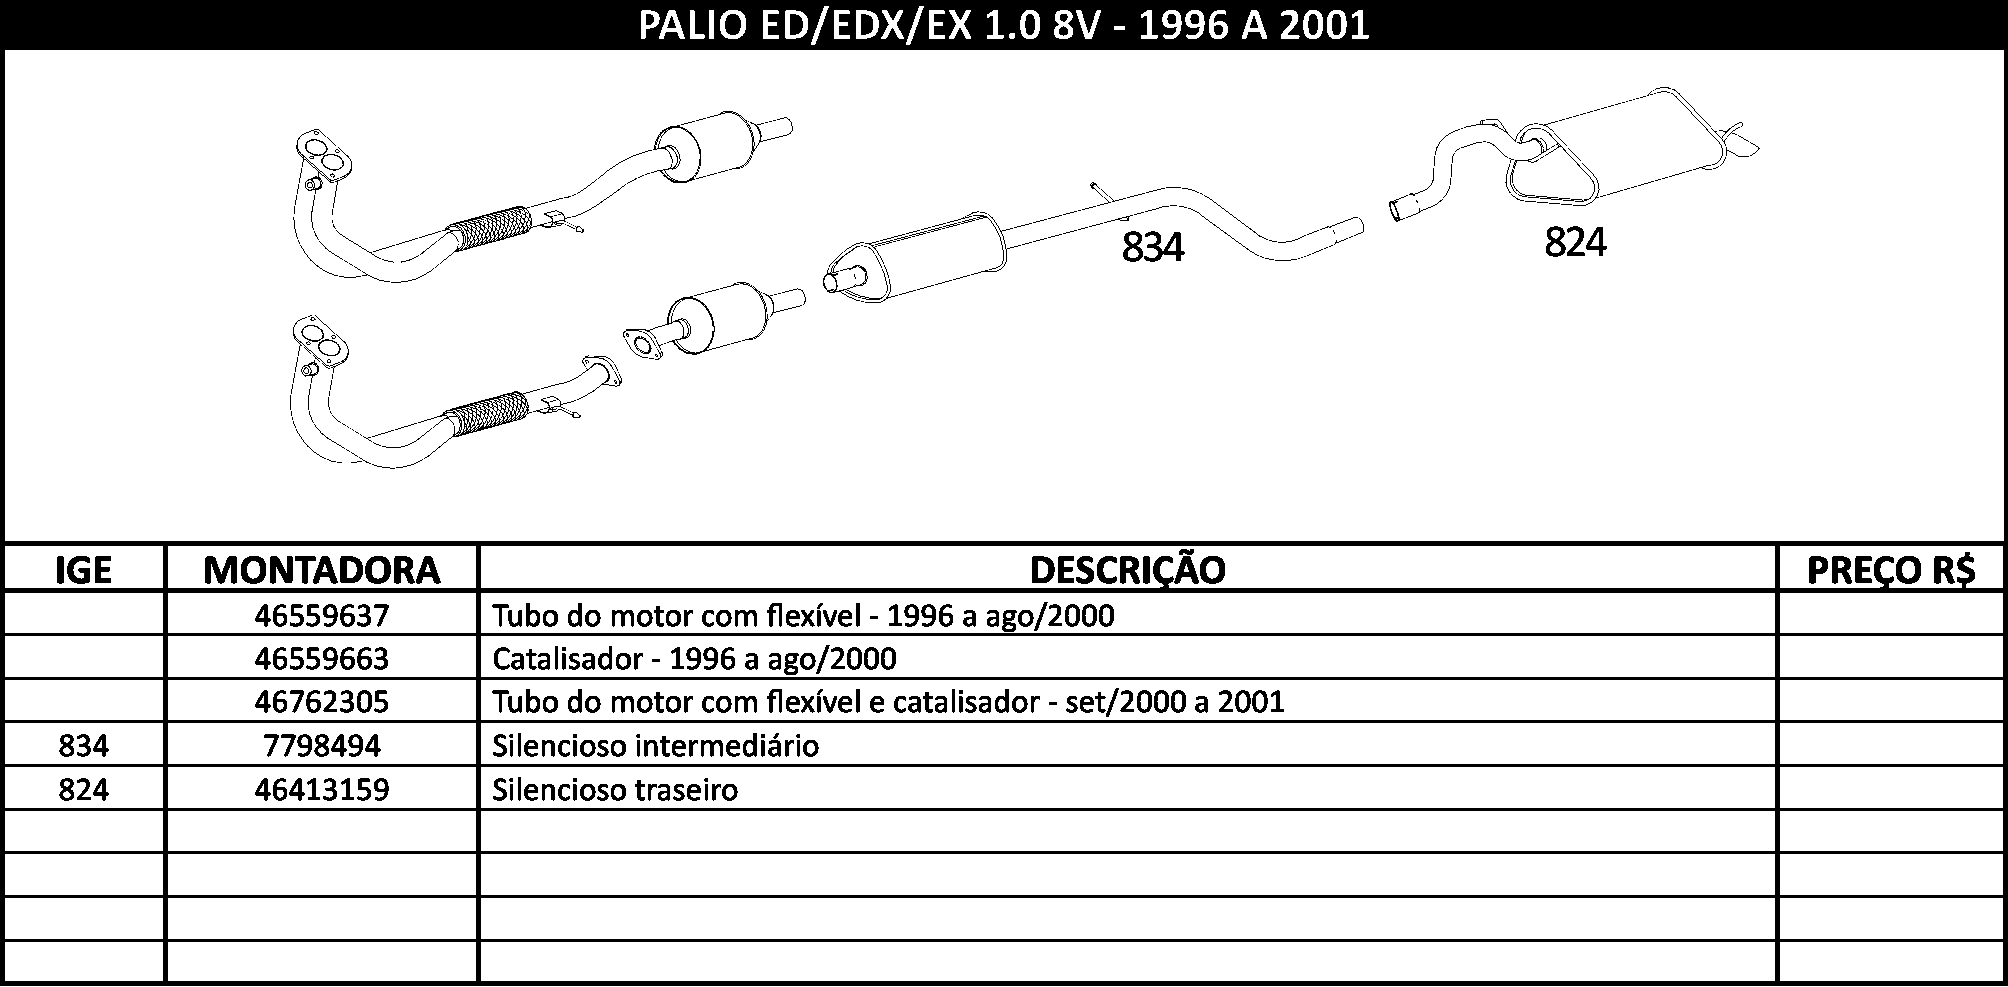 PALIO ED/EDX/EX 1.0 8V - 1996 A 2001
834
824
IGE MONTADORA DESCRIÇÃO PREÇO R$
46559637 Tubo do motor com flexível - 1996 a ago/2000
46559663 Catalisador - 1996 a ago/2000
46762305 Tubo do motor com flexível e catalisador - set/2000 a 2001
834 7798494 Silencioso intermediário
824 46413159 Silencioso traseiro